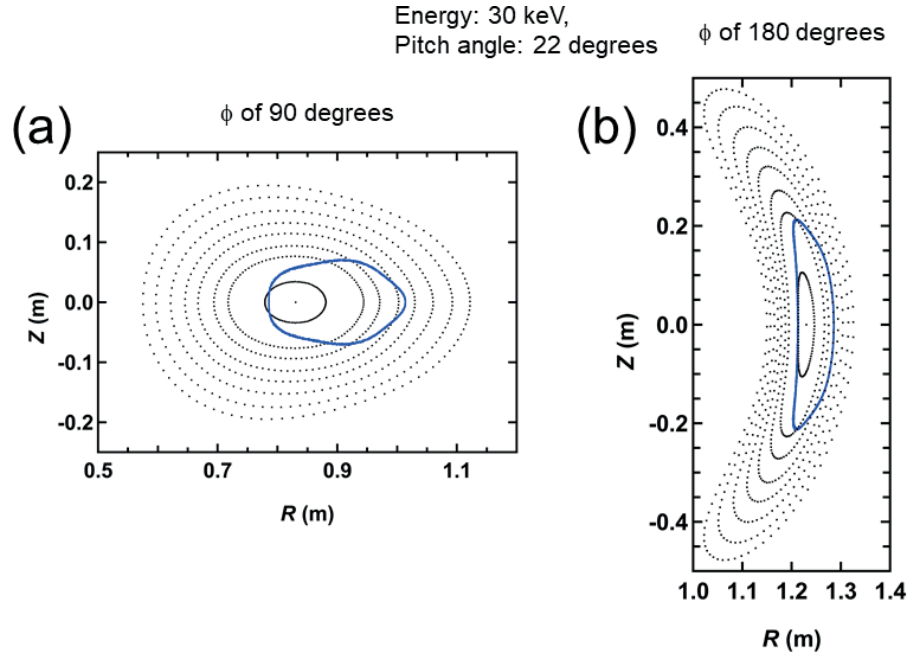 Energy: 30 keV,
Pitch angle: 22 degrees
ϕ of 180 degrees
(a)
ϕ of 90 degrees
(b)
0.2
0.1
0.0
-0.1
-0.2
Z (m)
0.5 0.7 0.9 1.1
R (m)
0.4
0.2
0.0
-0.2
-0.4
Z (m)
1.0 1.1 1.2 1.3 1.4
R (m)